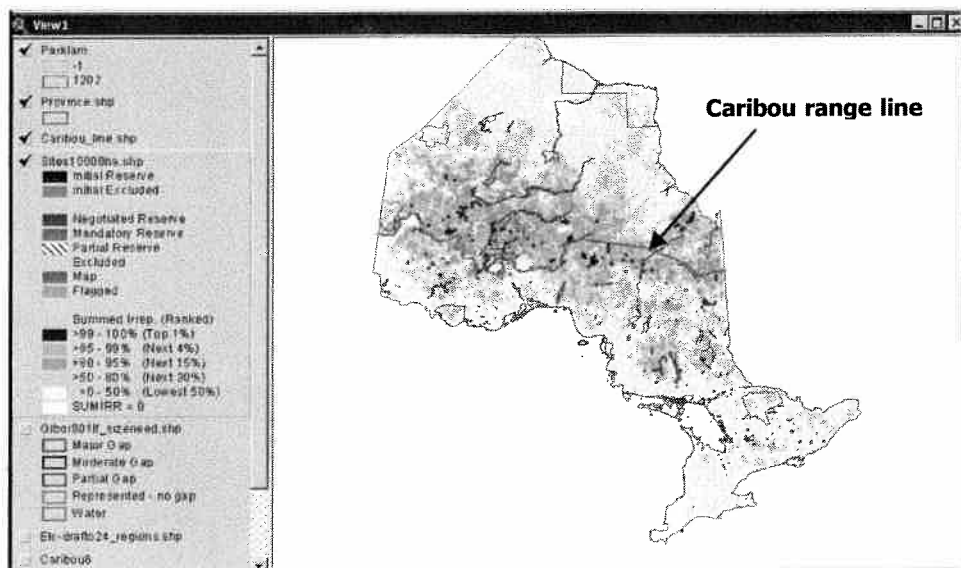 View1
Parklam
-1
1202
Province.shp
Caribou_line.shp
Sites10000ha.shp
Initial Reserve
Initial Excluded
Negotiated Reserve
Mandatory Reserve
Partial Reserve
Excluded
Map
Flagged
Summed Irrep. (Ranked)
>99 - 100% (Top 1%)
>95 - 99% (Next 4%)
>80 - 95% (Next 15%)
>50 - 80% (Next 30%)
>0 - 50% (Lowest 50%)
SUMIRR = 0
Major Gap
Moderate Gap
Partial Gap
Represented - no gap
Water
Caribou6
Caribou range line